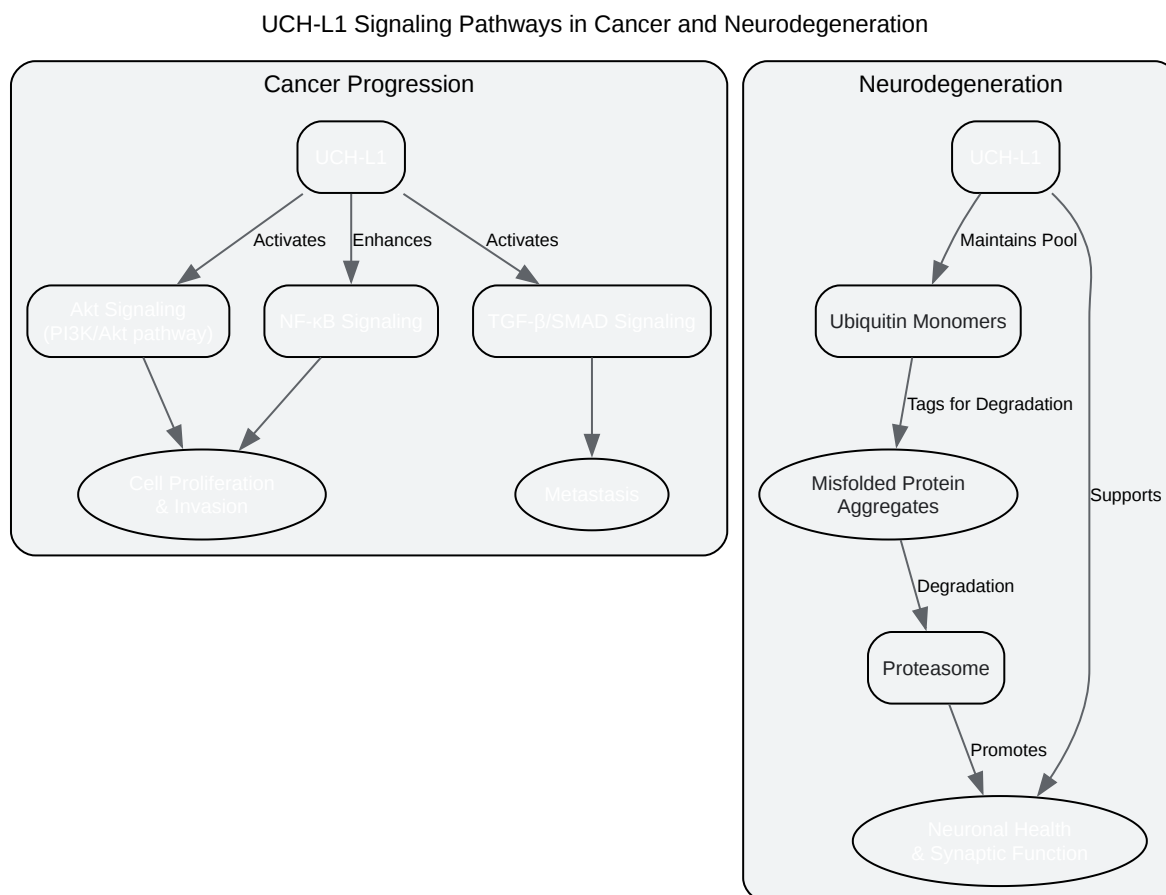 UCH-L1 Signaling Pathways in Cancer and Neurodegeneration
Cancer Progression
UCH-L1
Activates
Enhances
Activates
Akt Signaling
(PI3K/Akt pathway)
NF-κB Signaling
TGF-β/SMAD Signaling
Cell Proliferation
& Invasion
Metastasis
Neurodegeneration
UCH-L1
Maintains Pool
Ubiquitin Monomers
Tags for Degradation
Misfolded Protein
Aggregates
Supports
Degradation
Proteasome
Promotes
Neuronal Health
& Synaptic Function